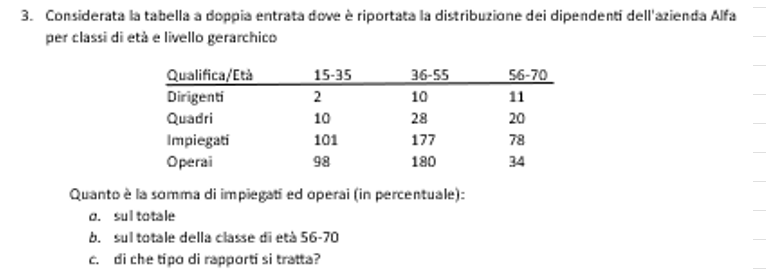 3. Considerata la tabella a doppia entrata dove è riportata la distribuzione dei dipendenti dell'azienda Alfa
per classi di età e livello gerarchico
Qualifica/Età 15-35 36-55 56-70
Dirigenti 2 10 11
Quadri 10 28 20
Impiegati 101 177 78
Operai 98 180 34
Quanto è la somma di impiegati ed operai (in percentuale):
a. sul totale
b. sul totale della classe di età 56-70
c. di che tipo di rapporti si tratta?